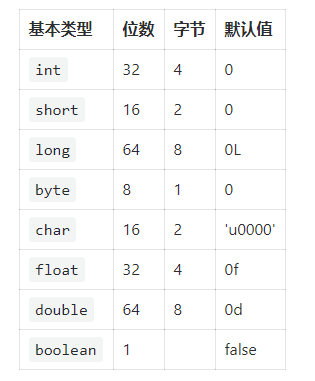 基本类型 位数 字节 默认值
int 32 4 0
short 16 2 0
long 64 8 0L
byte 8 1 0
char 16 2 'u0000'
float 32 4 0f
double 64 8 0d
boolean 1 false